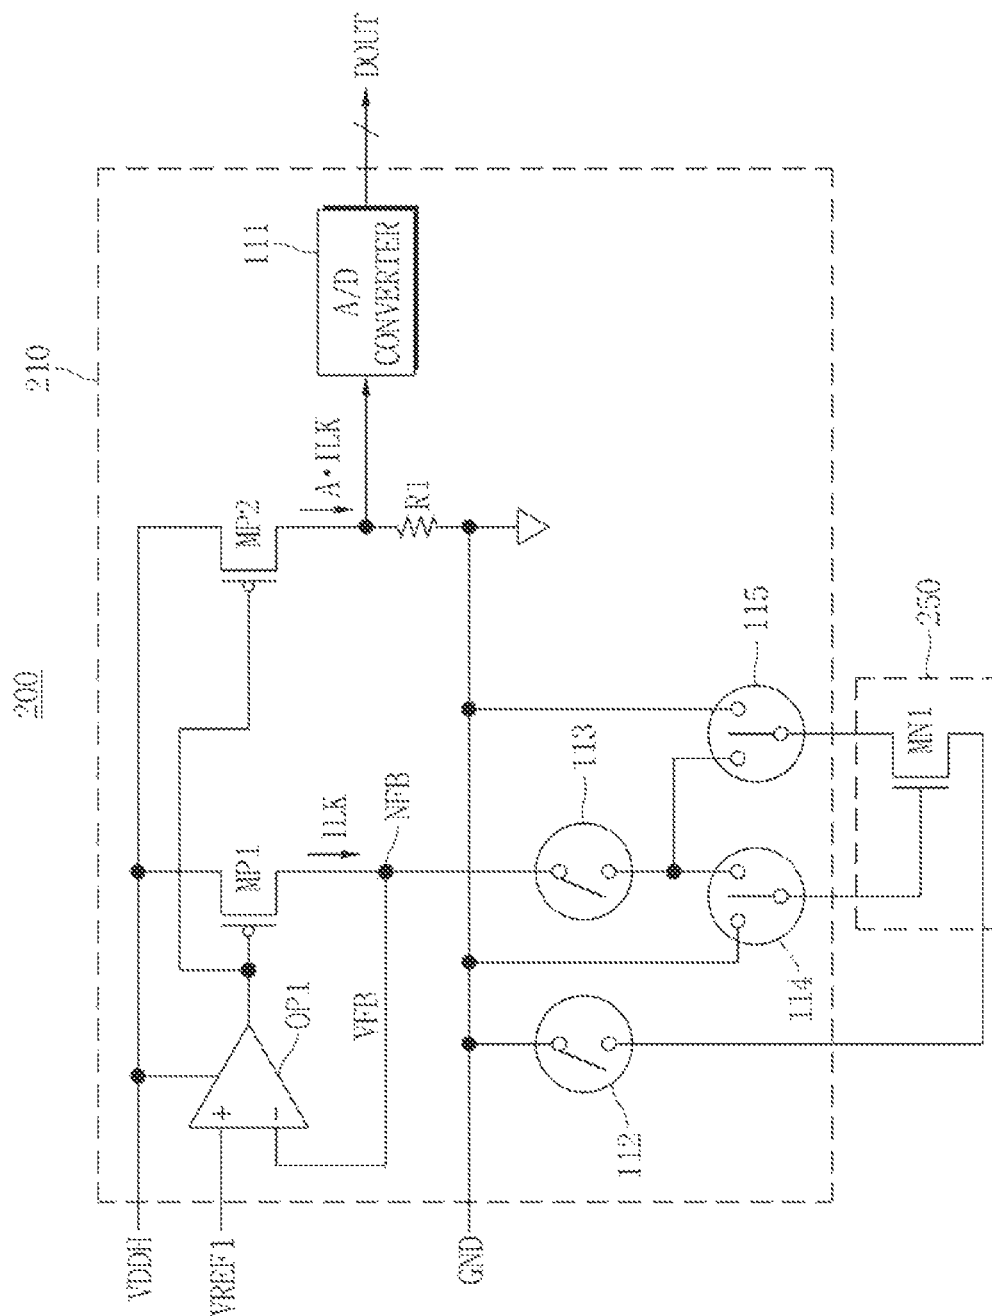 200
210
VDDH
VREF1
GND
+
-
OP1
MP1
ILK
NFB
VFB
MP2
A•ILK
R1
111
A/D
CONVERTER
DOUT
112
113
114
115
250
MN1